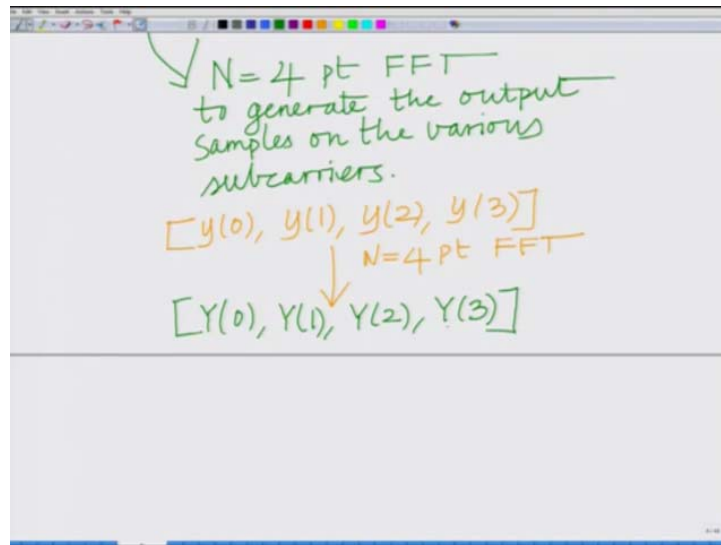 N = 4 pt FFT
to generate the output
samples on the various
subcarriers.
[y(0), y(1), y(2), y(3)]
N = 4 pt FFT
[Y(0), Y(1), Y(2), Y(3)]